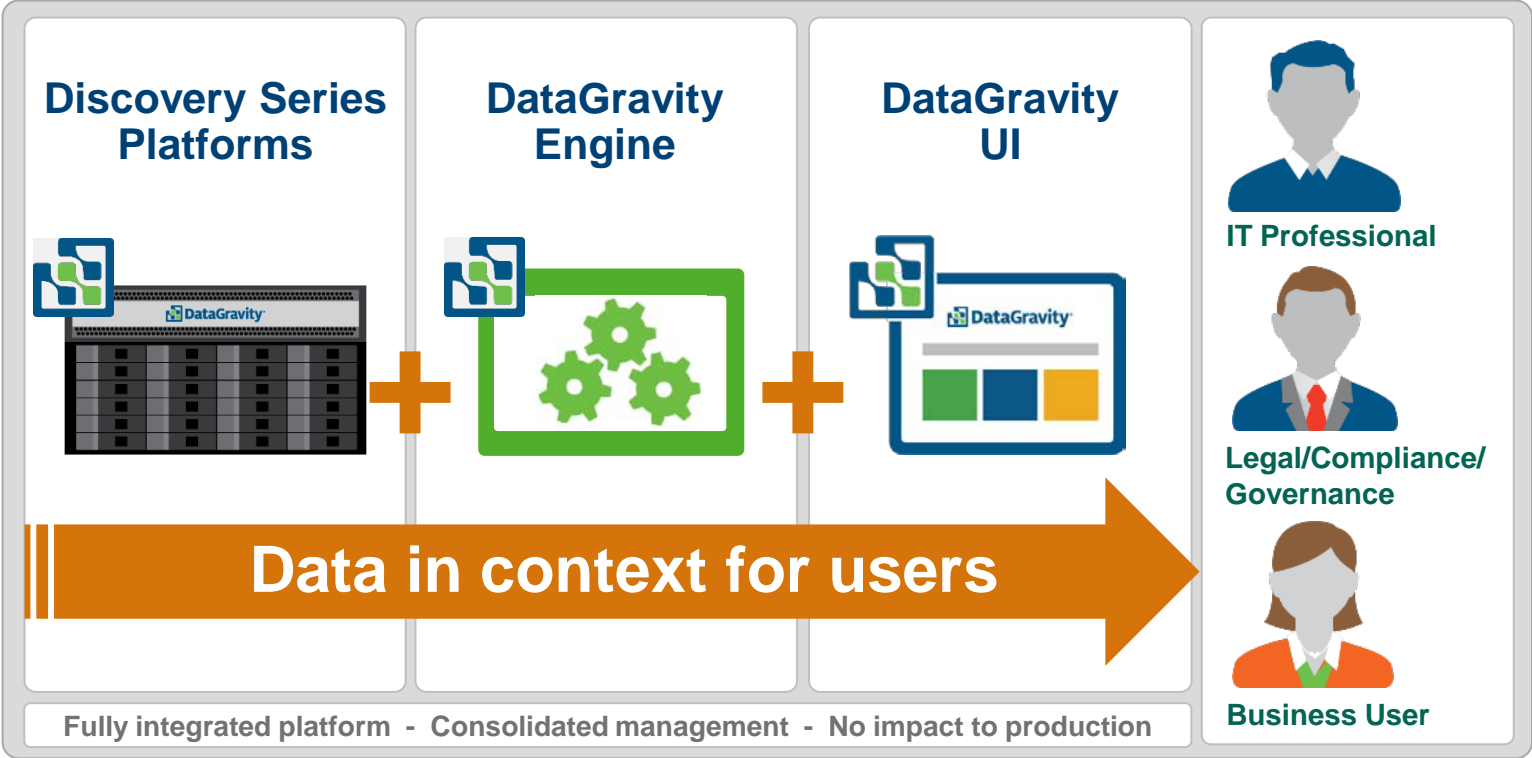 Discovery Series
Platforms
DataGravity
Engine
DataGravity
UI
DataGravity
DataGravity
Data in context for users
Fully integrated platform - Consolidated management - No impact to production
IT Professional
Legal/Compliance/
Governance
Business User